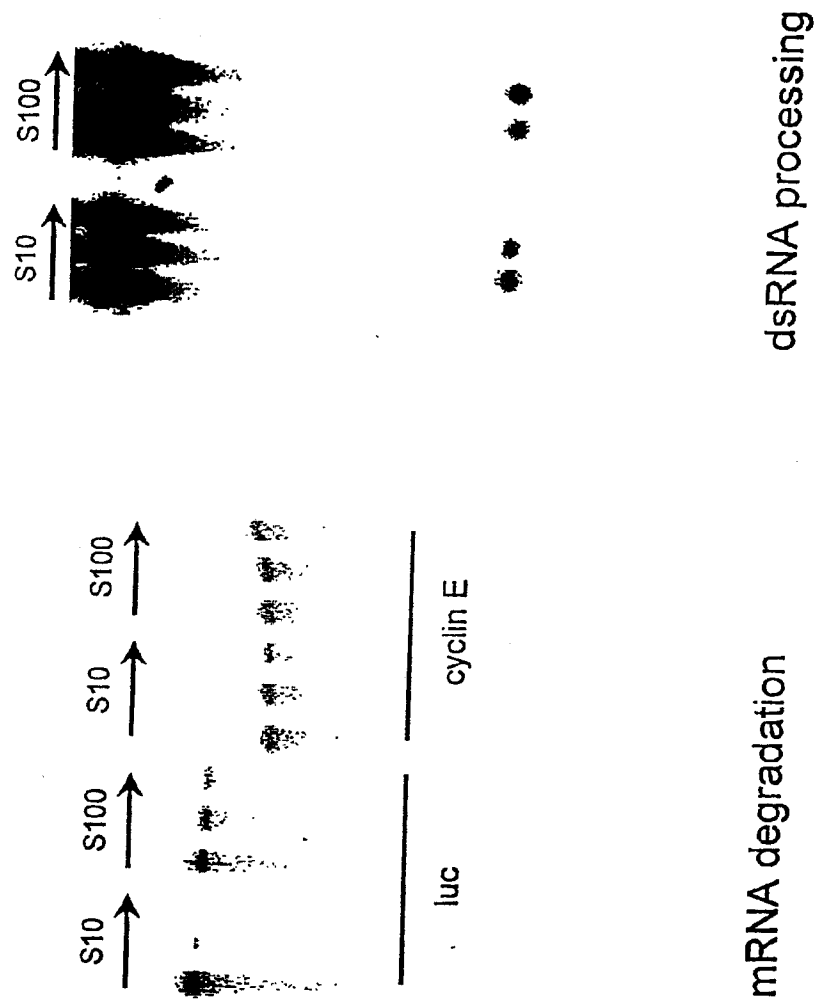 S10
S100
S10
S100
luc
cyclin E
mRNA degradation
S10
S100
dsRNA processing